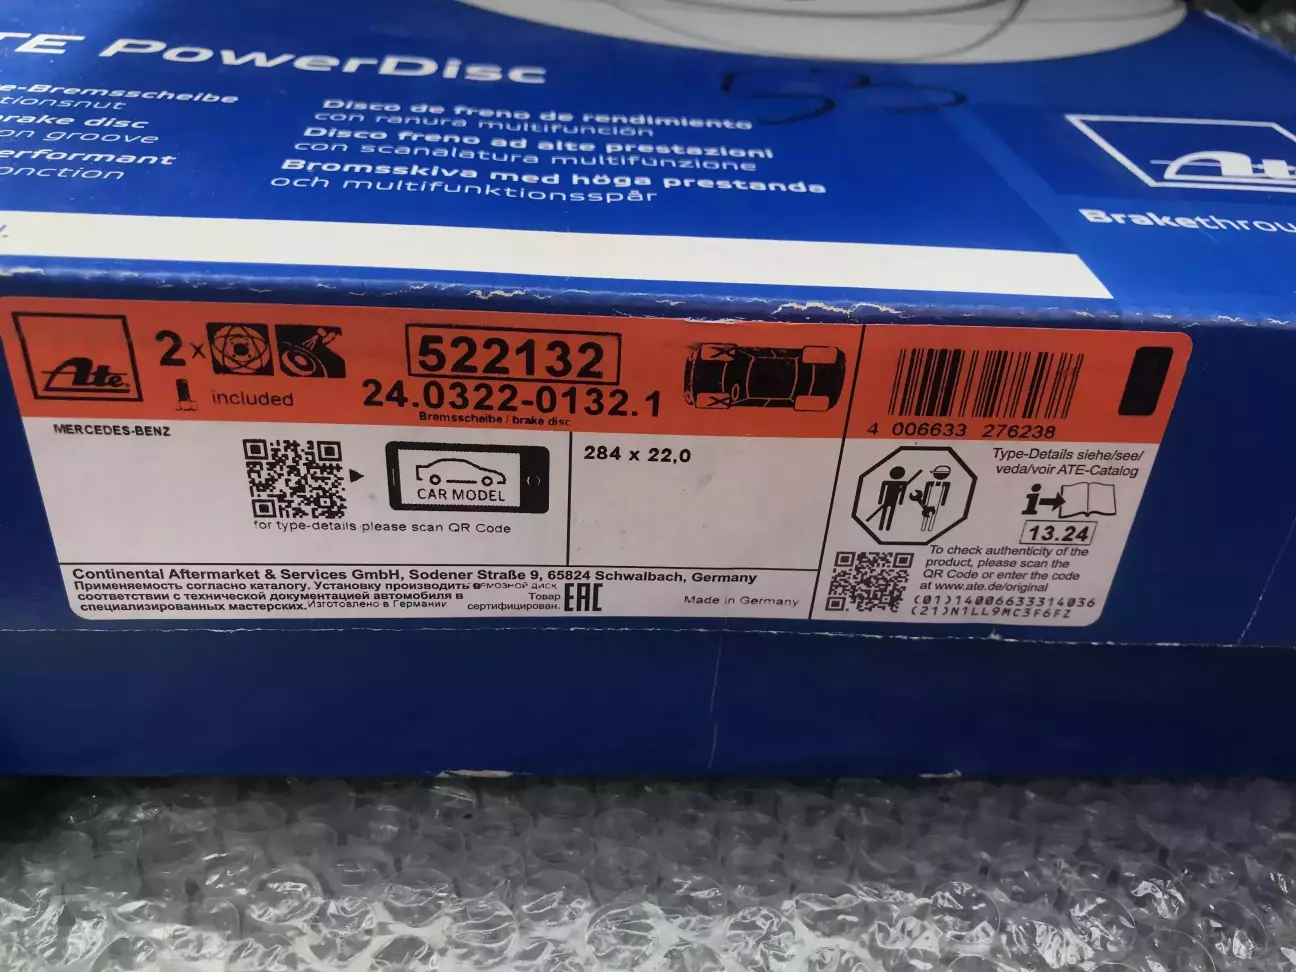 TE PowerDisc
e-Bremsscheibe
tionsnut
brake disc
on groove
erformant
onction
Disco de freno de rendimiento
con ranura multifunción
Disco freno ad alte prestazioni
con scanalatura multifunzione
Bromsskiva med höga prestanda
och multifunktionsspår
53
Ate
Brakethrou
Ate
2x
included
522132
24.0322-0132.1
Bremsscheibe / brake disc
4 006633 276238
MERCEDES-BENZ
CAR MODEL
for type-details please scan QR Code
284 x 22,0
Type-Details siehe/see/
veda/voir ATE-Catalog
i
13.24
To check authenticity of the
product, please scan the
QR Code or enter the code
at www.ate.de/original
(01)14006633314036
(21)N1LL9MC3F6FZ
Continental Aftermarket & Services GmbH, Sodener Straße 9, 65824 Schwalbach, Germany
Применяемость согласно каталогу. Установку производить в
соответствии с технической документацией автомобиля в
специализированных мастерских. Изготовлено в Германии
диск
Товар
сертифицирован.
EAC
Made in Germany